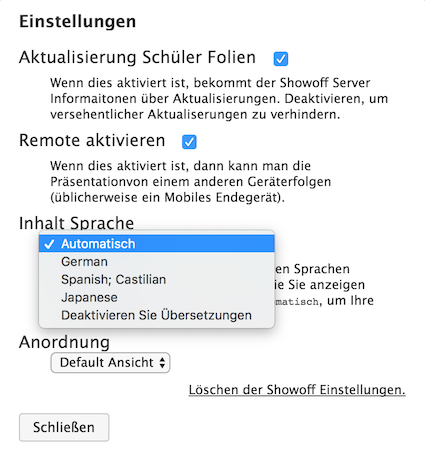 Einstellungen
Aktualisierung Schüler Folien
Wenn dies aktiviert ist, bekommt der Showoff Server
Informaitonen über Aktualisierungen. Deaktivieren, um
versehentlicher Aktualiserungen zu verhindern.
Remote aktivieren
Wenn dies aktiviert ist, dann kann man die
Präsentationvon einem anderen Geräterfolgen
(üblicherweise ein Mobiles Endegerät).
Inhalt Sprache
Automatisch
German
en Sprachen
Spanish; Castilian
ie Sie anzeigen
Japanese
matisch, um Ihre
Deaktivieren Sie Übersetzungen
Anordnung
Default Ansicht
Löschen der Showoff Einstellungen.
Schließen